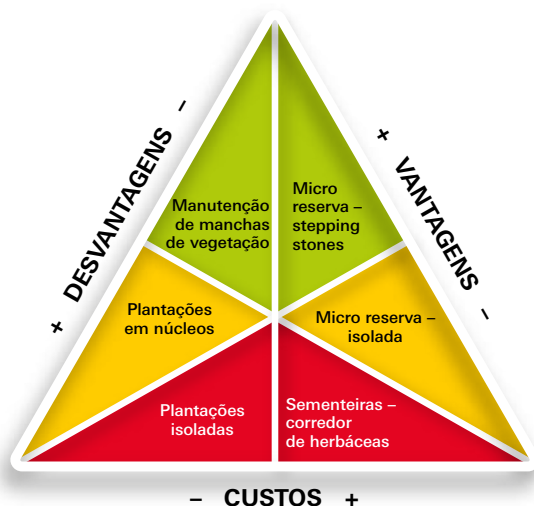 + DESVANTAGENS –
+ VANTAGENS –
Manutenção
de manchas
de vegetação
Micro
reserva –
stepping
stones
Plantações
em núcleos
Micro reserva –
isolada
Plantações
isoladas
Sementeiras –
corredor
de herbáceas
– CUSTOS +